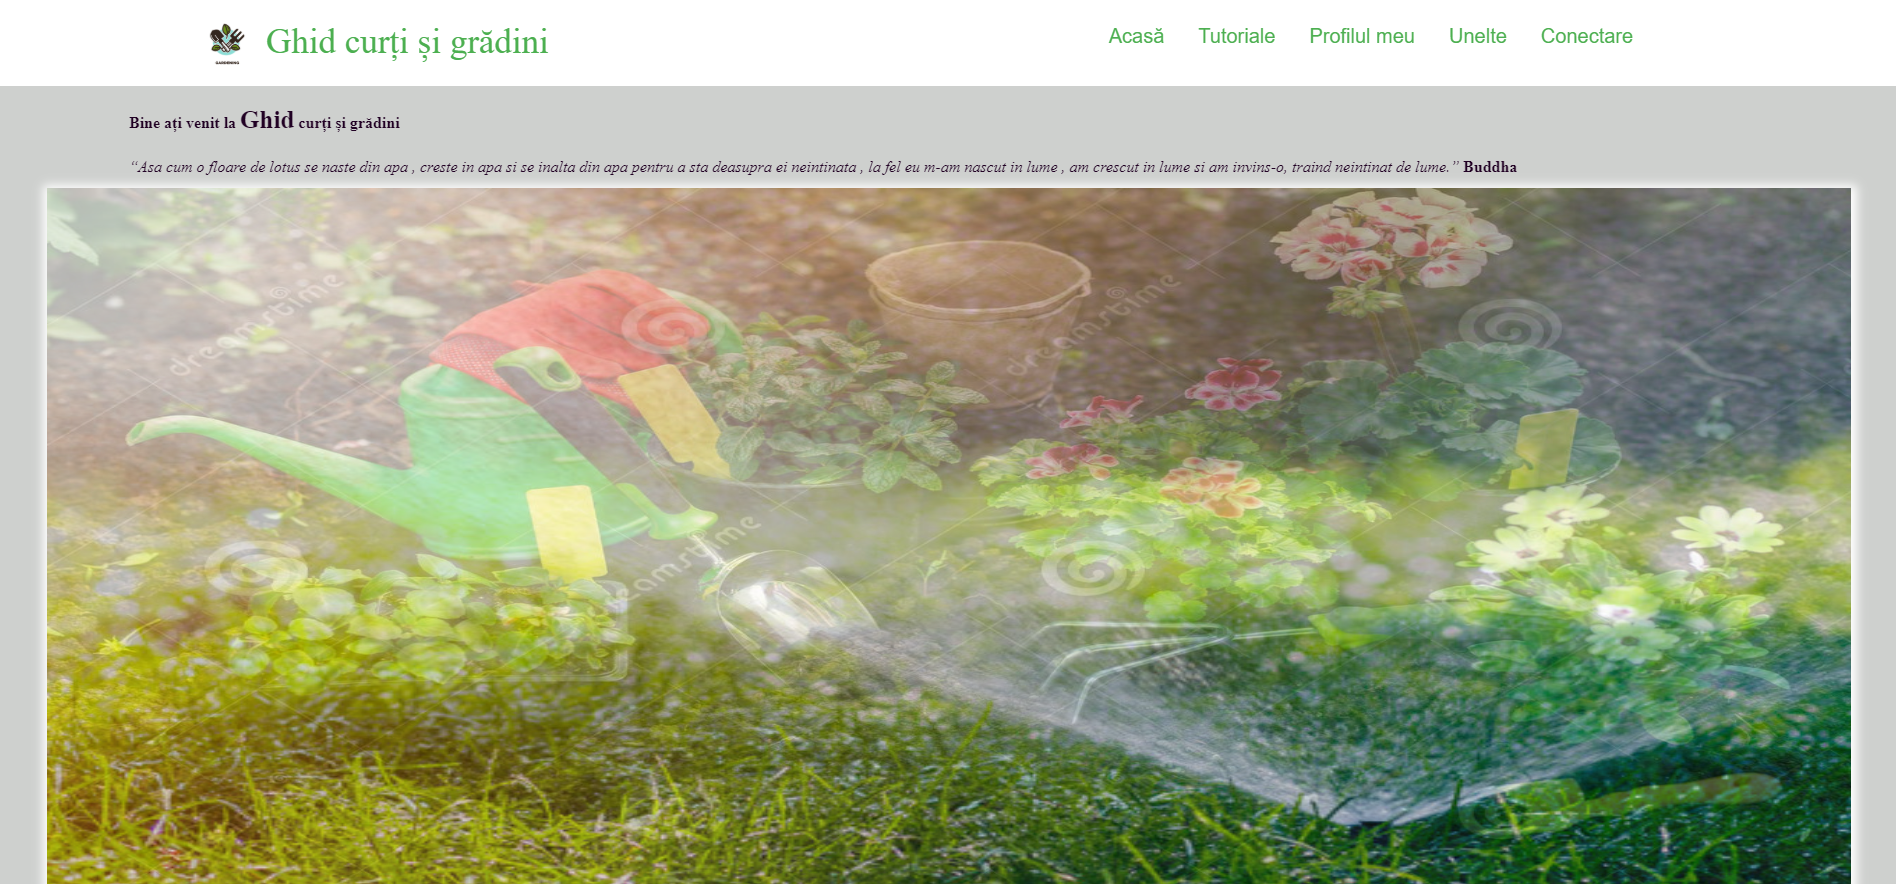 GARDENING
Ghid curți și grădini
Acasă Tutoriale Profilul meu Unelte Conectare
Bine ați venit la Ghid curți și grădini
“Asa cum o floare de lotus se naste din apa , creste in apa si se inalta din apa pentru a sta deasupra ei neintinata , la fel eu m-am nascut in lume , am crescut in lume si am invins-o, traind neintinat de lume.” Buddha
dreamstime
dreamstime
dreamstime